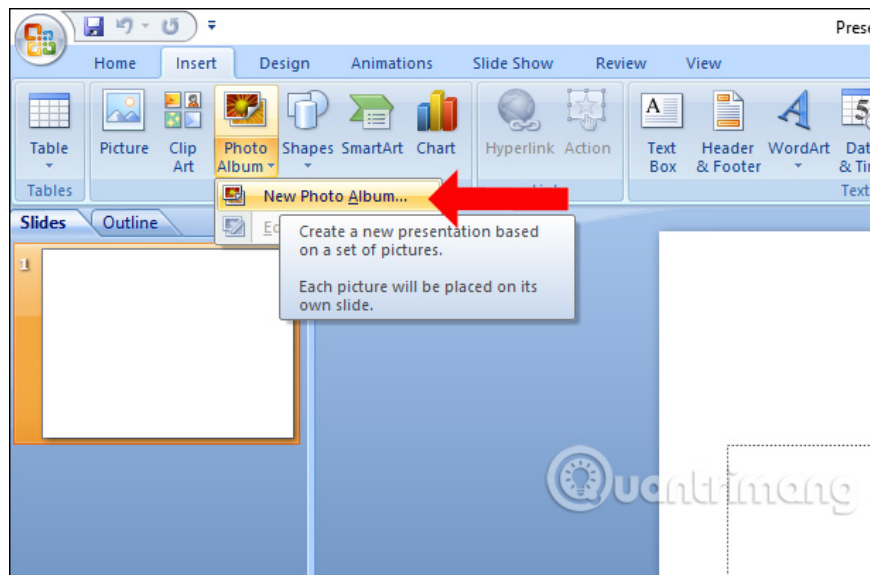 Prese
Home Insert Design Animations Slide Show Review View
Table Picture Clip Art Photo Album Shapes SmartArt Chart Hyperlink Action Text Box Header & Footer WordArt
Tables Text
New Photo Album...
Slides Outline
Create a new presentation based
on a set of pictures.
Each picture will be placed on its
own slide.
1
Quantrimang